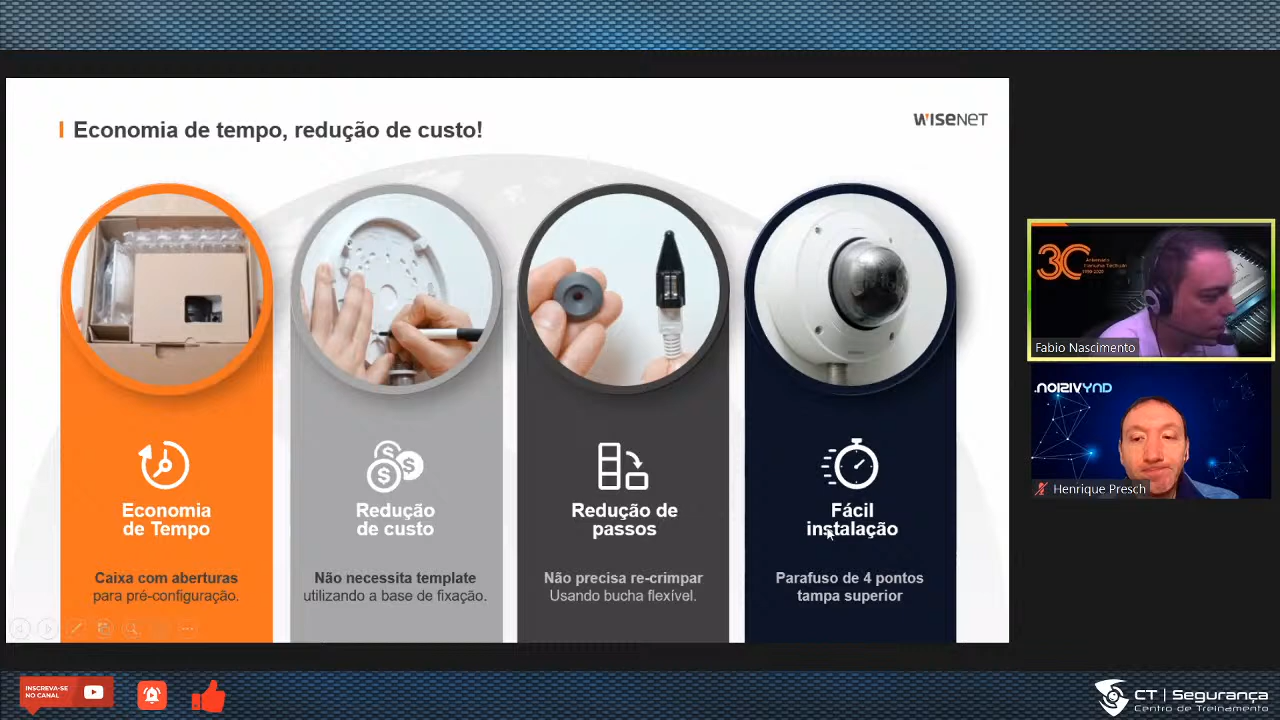 Economia de tempo, redução de custo!
WISENET
Economia
de Tempo
Caixa com aberturas
para pré-configuração.
Redução
de custo
Não necessita template
utilizando a base de fixação.
Redução de
passos
Não precisa re-crimpar
Usando bucha flexível.
Fácil
instalação
Parafuso de 4 pontos
tampa superior
30
Fabio Nascimento
DNYVISION.
Henrique Presch
INSCREVA-SE
NO CANAL
CT | Segurança
Centro de Treinamento